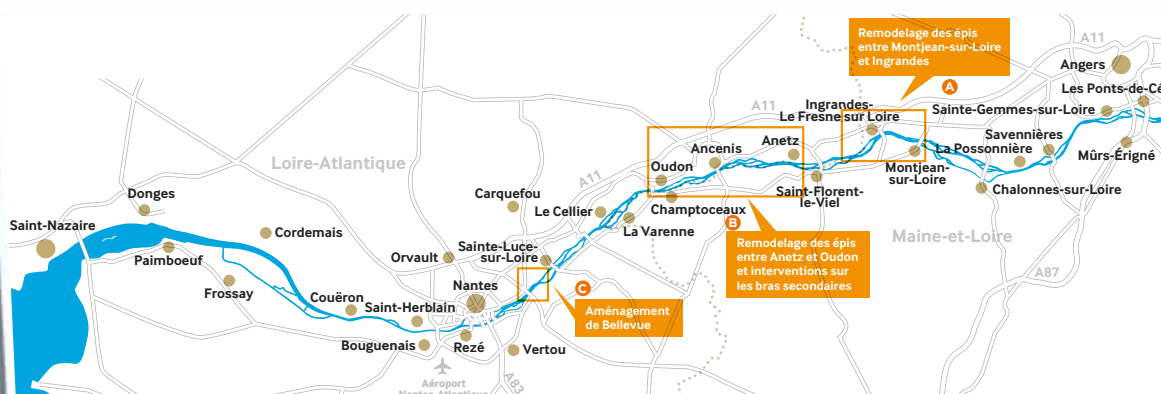 Remodelage des épis
entre Montjean-sur-Loire
et Ingrandes
A11
Angers
A
Les Ponts-de-Cé
A11
Ingrandes-
Le Fresne sur Loire
Sainte-Gemmes-sur-Loire
Savennières
Ancenis
Anetz
La Possonnière
Mûrs-Érigné
Loire-Atlantique
Oudon
Montjean-
sur-Loire
A11
Saint-Florent-
le-Viel
Chalonnes-sur-Loire
Donges
Carquefou
Le Cellier
Champtoceaux
B
Saint-Nazaire
Cordemais
La Varenne
Maine-et-Loire
Sainte-Luce-
sur-Loire
Remodelage des épis
entre Anetz et Oudon
et interventions sur
les bras secondaires
Paimboeuf
Orvault
A87
Frossay
Nantes
C
Couëron
Saint-Herblain
Aménagement
de Bellevue
Bouguenais
Rezé
Vertou
Aéroport
Nantes-Atlantique
A83